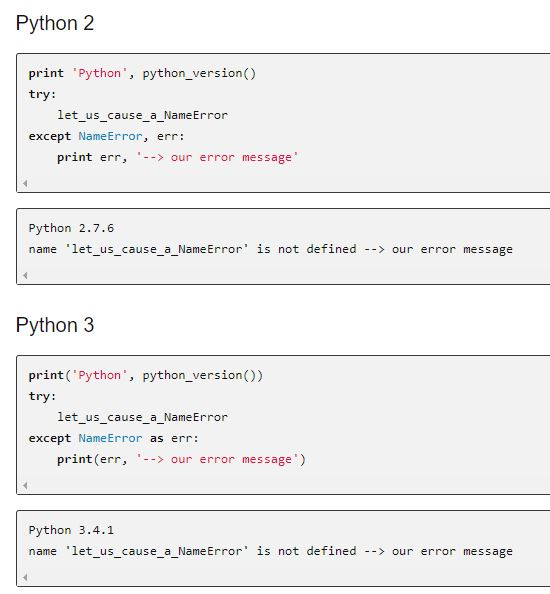 Python 2
print 'Python', python_version()
try:
    let_us_cause_a_NameError
except NameError, err:
    print err, '--> our error message'
Python 2.7.6
name 'let_us_cause_a_NameError' is not defined --> our error message
Python 3
print('Python', python_version())
try:
    let_us_cause_a_NameError
except NameError as err:
    print(err, '--> our error message')
Python 3.4.1
name 'let_us_cause_a_NameError' is not defined --> our error message